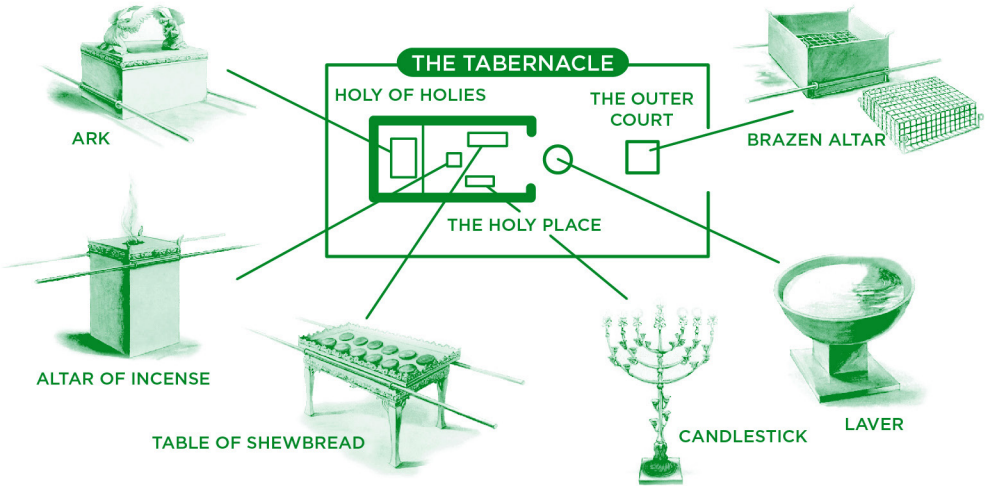 THE TABERNACLE
HOLY OF HOLIES
THE OUTER
COURT
ARK
BRAZEN ALTAR
THE HOLY PLACE
ALTAR OF INCENSE
TABLE OF SHEWBREAD
CANDLESTICK
LAVER